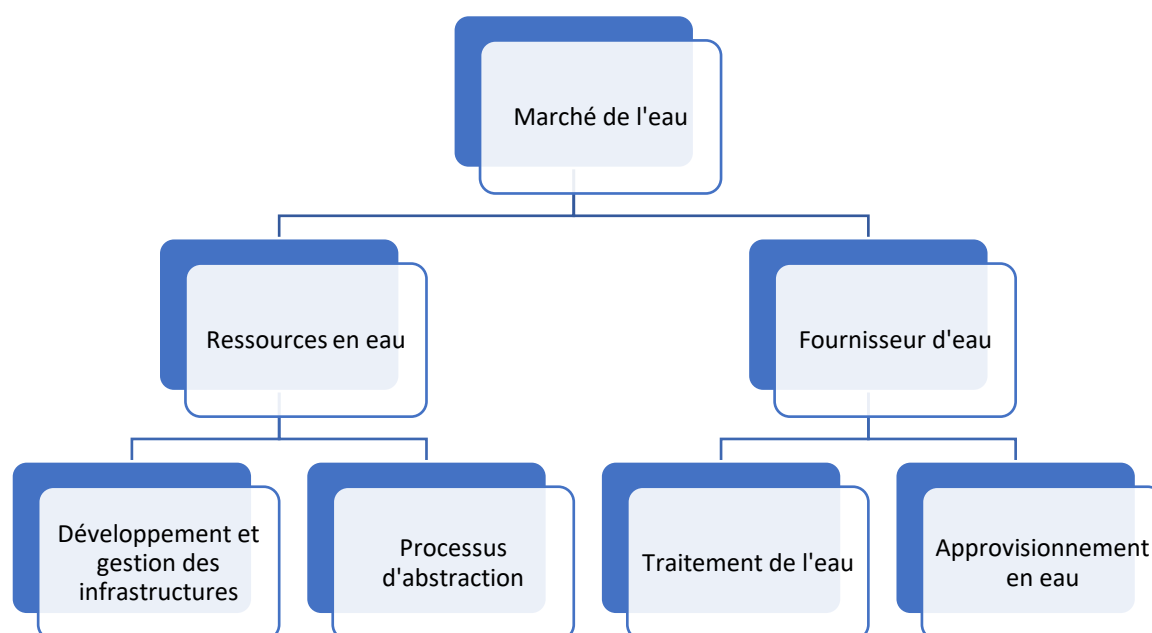 Marché de l'eau
Ressources en eau
Fournisseur d'eau
Développement et
gestion des
infrastructures
Processus
d'abstraction
Traitement de l'eau
Approvisionnement
en eau